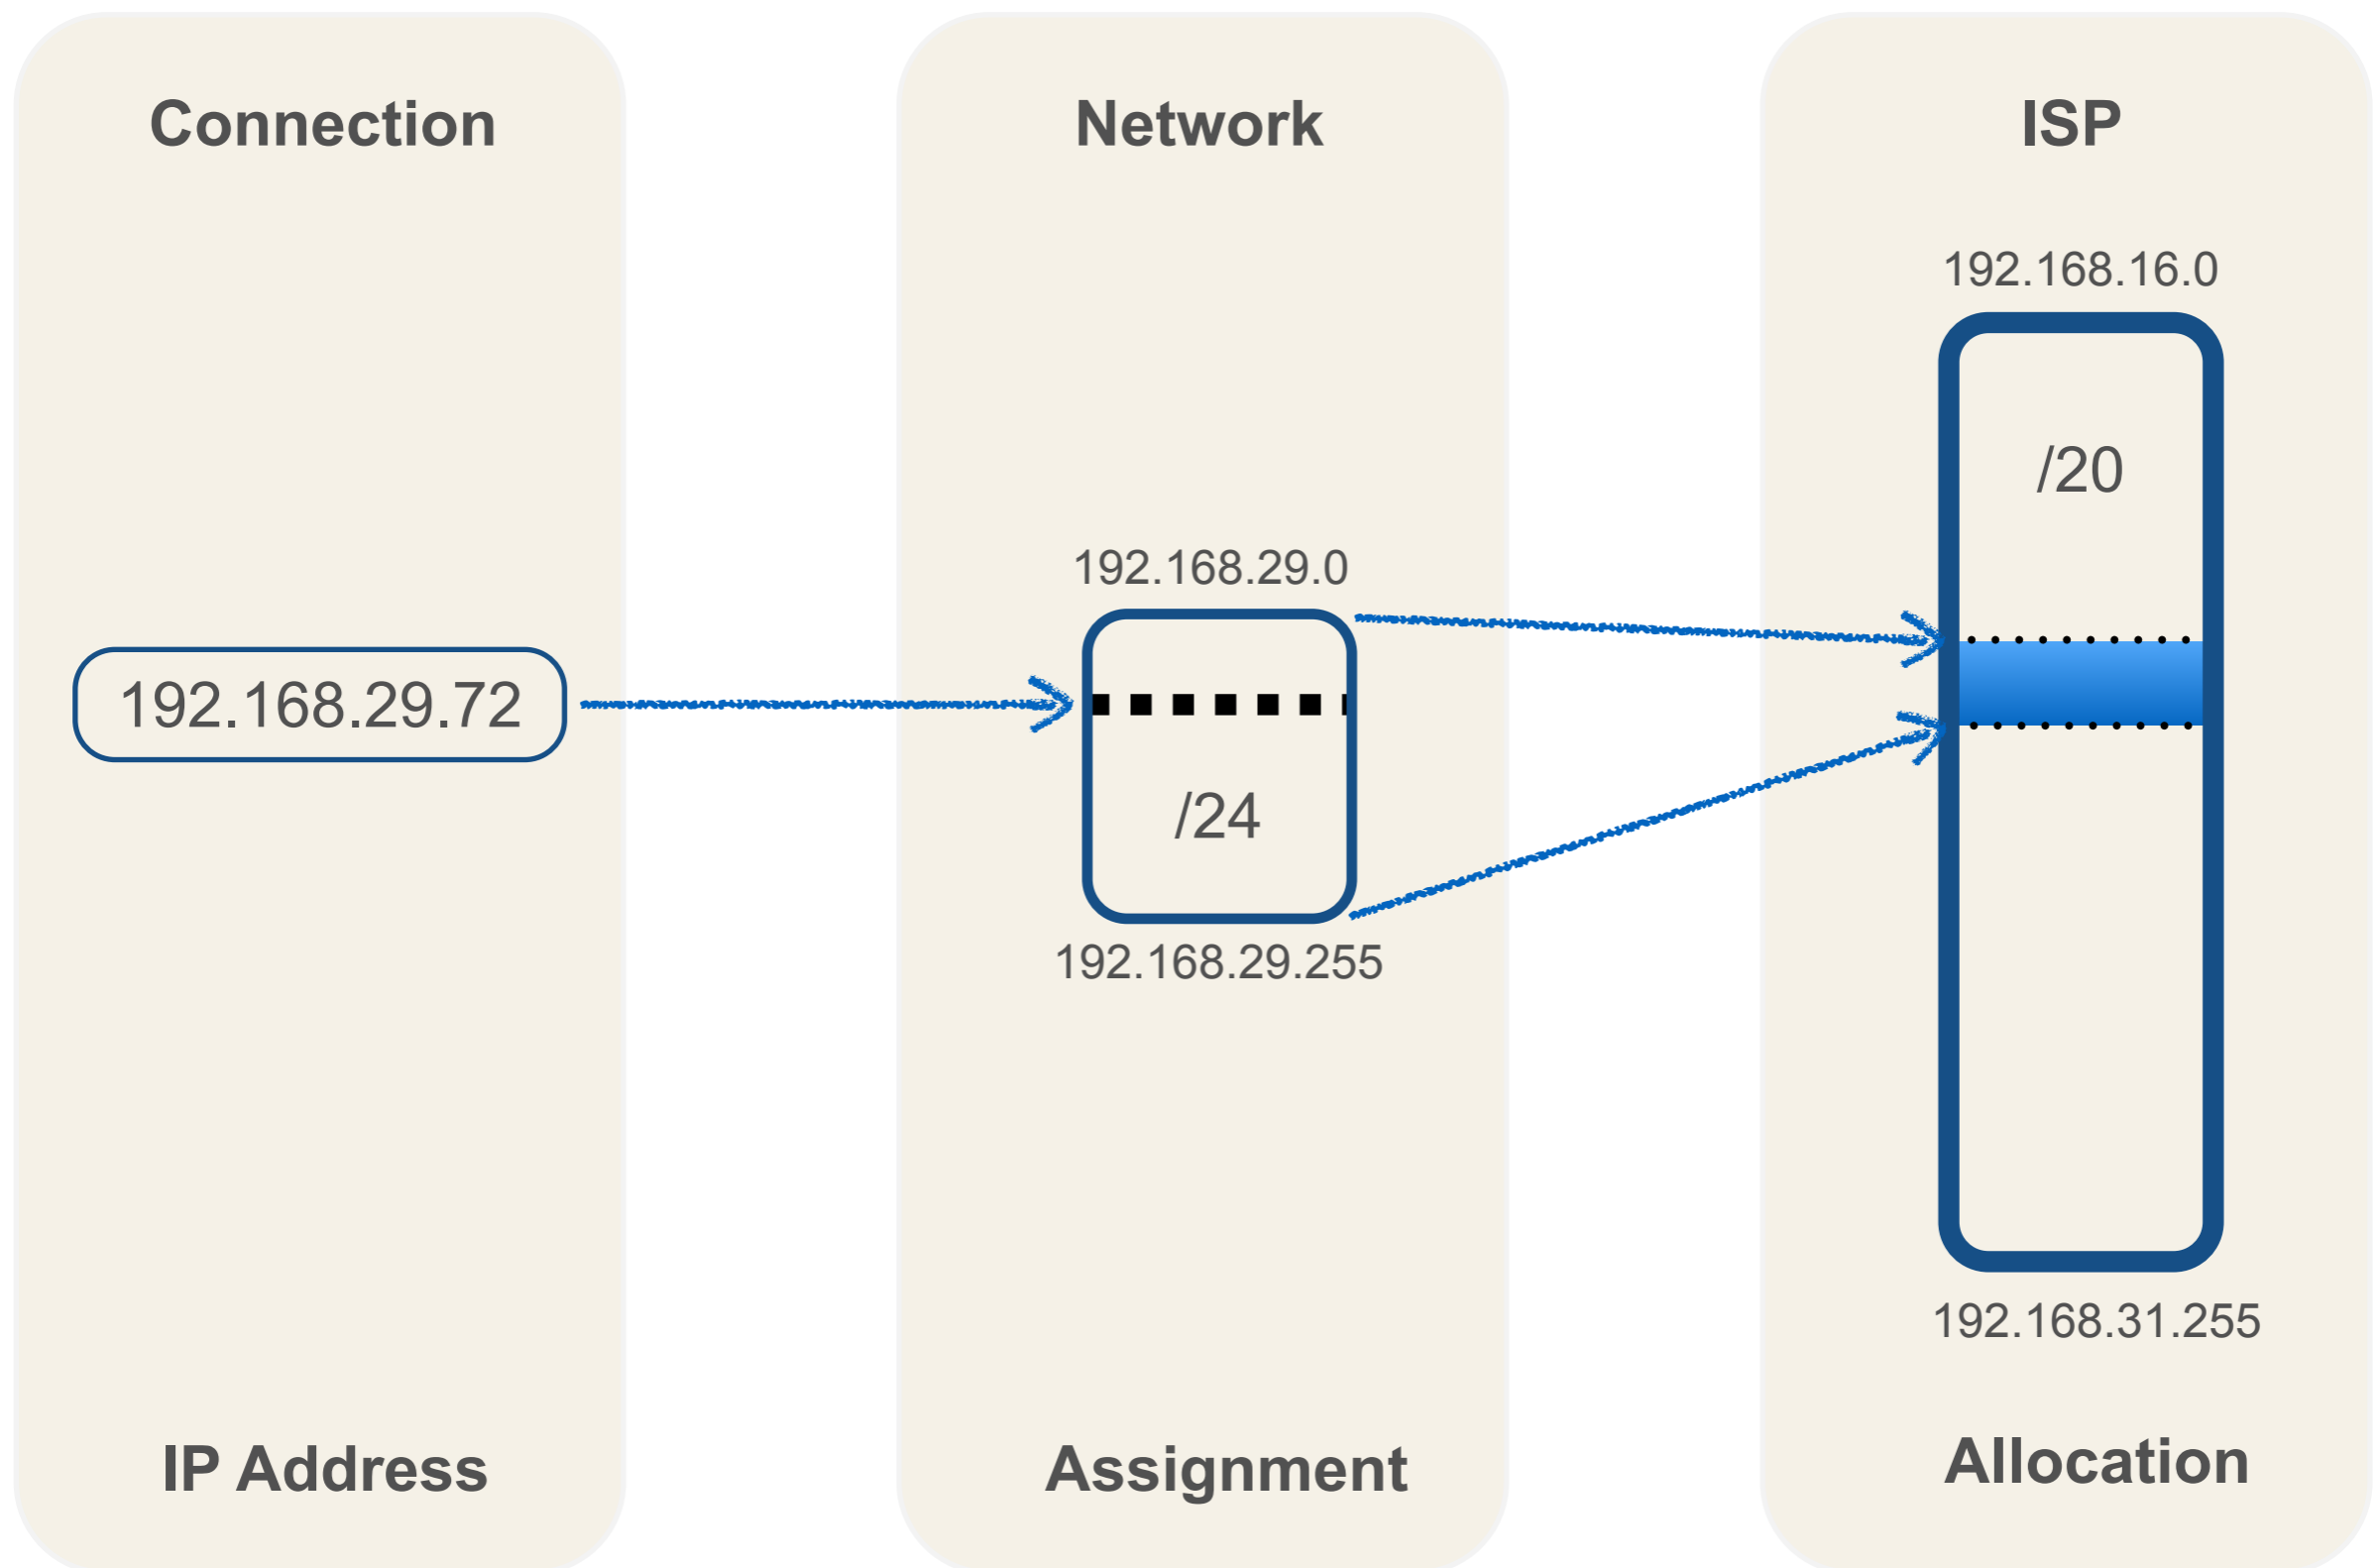 Connection
192.168.29.72
IP Address
Network
192.168.29.0
/24
192.168.29.255
Assignment
ISP
192.168.16.0
/20
192.168.31.255
Allocation